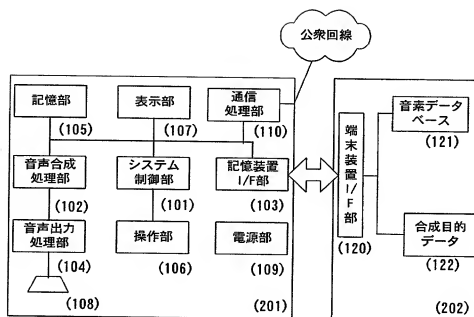 公衆回線
記憶部
(105)
表示部
(107)
通信
処理部
(110)
音声合成
処理部
(102)
システム
制御部
(101)
記憶装置
I/F部
(103)
音声出力
処理部
(104)
(108)
操作部
(106)
電源部
(109)
(201)
端末装置I/F部
(120)
音素データ
ベース
(121)
合成目的
データ
(122)
(202)